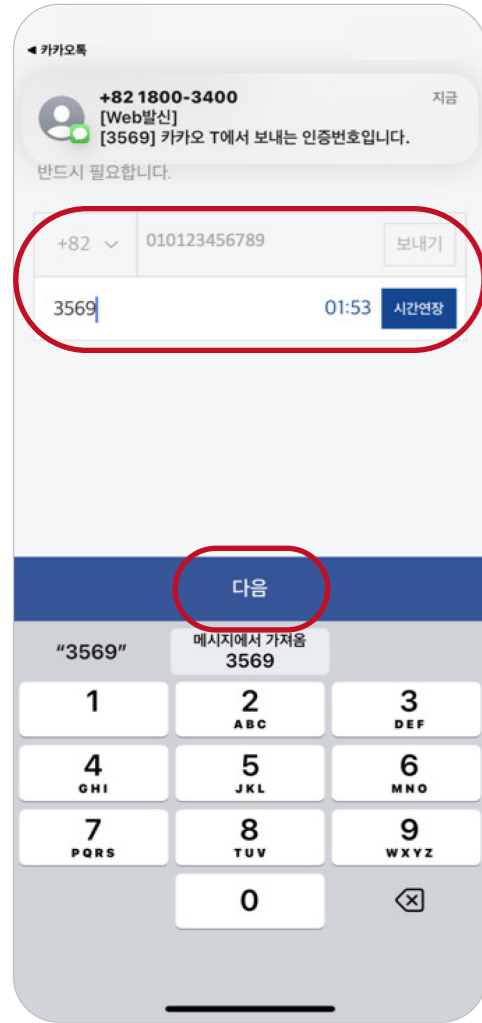 ◀ 카카오톡
+82 1800-3400 지금
[Web발신]
[3569] 카카오 T에서 보내는 인증번호입니다.
반드시 필요합니다.
+82 010123456789 보내기
3569 01:53 시간연장
다음
“3569” 메시지에서 가져옴
3569
1 2 3
ABC DEF
4 5 6
GHI JKL MNO
7 8 9
PQRS TUV WXYZ
0